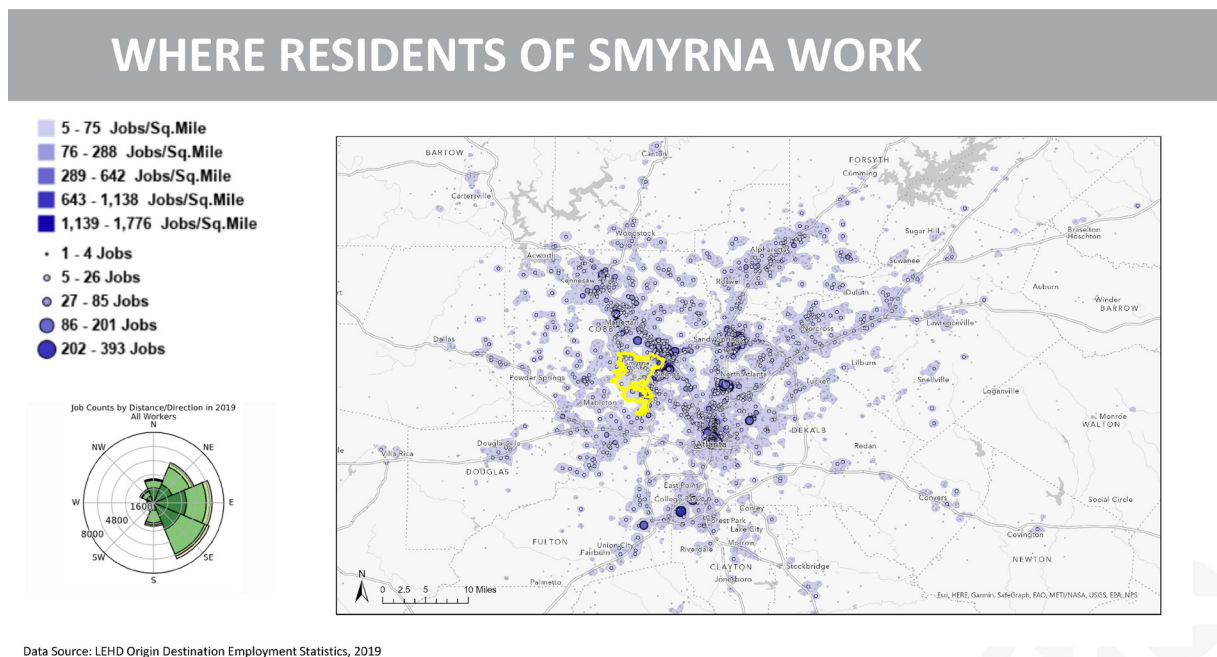 WHERE RESIDENTS OF SMYRNA WORK
5 - 75 Jobs/Sq.Mile
76 - 288 Jobs/Sq.Mile
289 - 642 Jobs/Sq.Mile
643 - 1,138 Jobs/Sq.Mile
1,139 - 1,776 Jobs/Sq.Mile
1 - 4 Jobs
5 - 26 Jobs
27 - 85 Jobs
86 - 201 Jobs
202 - 393 Jobs
Job Counts by Distance/Direction in 2019
All Workers
N
NW
NE
W
E
1600
4800
8000
SW
SE
S
BARTOW
Canton
FORSYTH
Cumming
Cartersville
Woodstock
Sugar Hill
Braselton
Hoschton
Acworth
Alpharetta
Suwanee
Kennesaw
Roswell
Duluth
Auburn
Winder
BARROW
Marietta
COBB
Norcross
Lawrenceville
Dallas
Sandy Springs
Lilburn
Powder Springs
North Atlanta
Tucker
Snellville
Loganville
Mableton
Monroe
WALTON
DEKALB
Atlanta
Douglasville
Redan
Villa Rica
DOUGLAS
East Point
College Park
Conyers
Social Circle
Conley
Forest Park
Lake City
Covington
FULTON
Union City
Fairburn
Riverdale
Morrow
NEWTON
CLAYTON
Stockbridge
Jonesboro
Palmetto
N
0 2.5 5 10 Miles
Esri, HERE, Garmin, SafeGraph, FAO, METI/NASA, USGS, EPA, NPS
Data Source: LEHD Origin Destination Employment Statistics, 2019